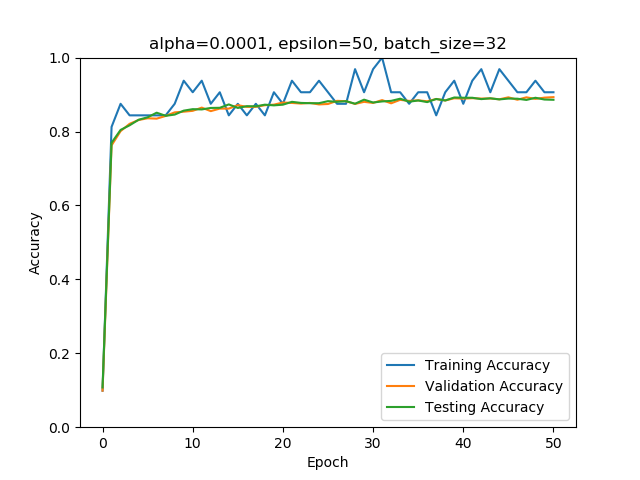 alpha=0.0001, epsilon=50, batch_size=32
1.0
0.8
0.6
0.4
0.2
0.0
Accuracy
0
10
20
30
40
50
Epoch
Training Accuracy
Validation Accuracy
Testing Accuracy